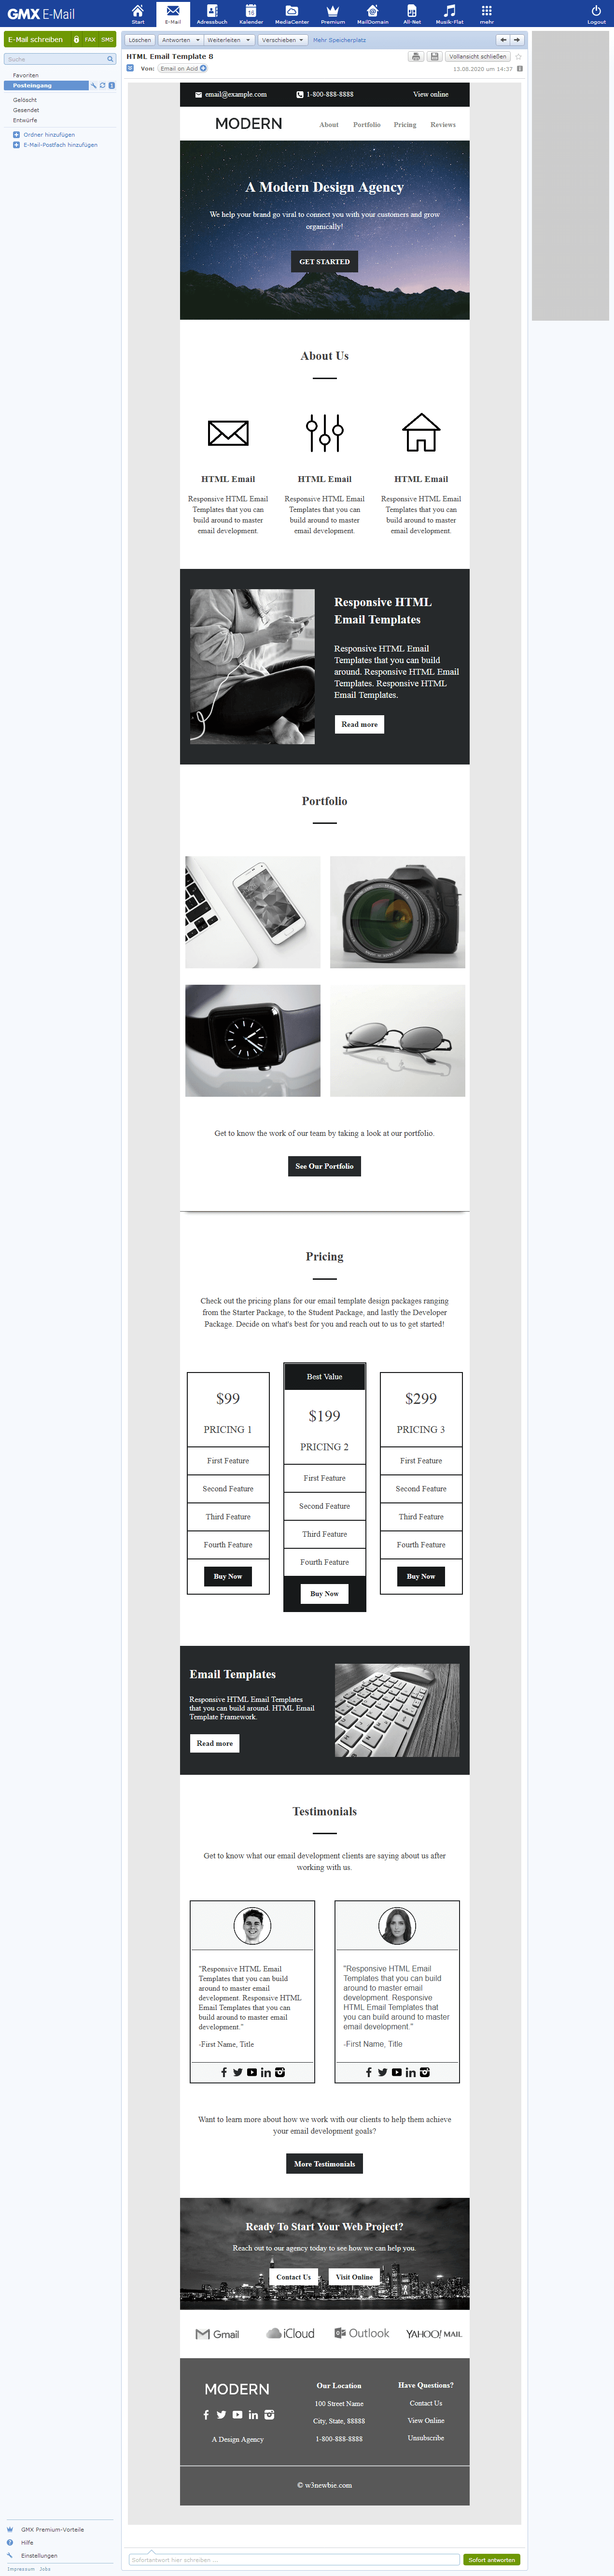 GMX E-Mail
Start
E-Mail
Adressbuch
Kalender
MediaCenter
Premium
MailDomain
All-Net
Musik-Flat
mehr
Logout
E-Mail schreiben FAX SMS
Suche
Favoriten
Posteingang
Gelöscht
Gesendet
Entwürfe
Ordner hinzufügen
E-Mail-Postfach hinzufügen
Löschen Antworten Weiterleiten Verschieben Mehr Speicherplatz
HTML Email Template 8
Vollansicht schließen
Von: Email on Acid
13.08.2020 um 14:37
email@example.com 1-800-888-8888 View online
MODERN
About Portfolio Pricing Reviews
A Modern Design Agency
We help your brand go viral to connect you with your customers and grow
organically!
GET STARTED
About Us
HTML Email
Responsive HTML Email
Templates that you can
build around to master
email development.
HTML Email
Responsive HTML Email
Templates that you can
build around to master
email development.
HTML Email
Responsive HTML Email
Templates that you can
build around to master
email development.
Responsive HTML
Email Templates
Responsive HTML Email
Templates that you can build
around. Responsive HTML Email
Templates. Responsive HTML
Email Templates.
Read more
Portfolio
Get to know the work of our team by taking a look at our portfolio.
See Our Portfolio
Pricing
Check out the pricing plans for our email template design packages ranging
from the Starter Package, to the Student Package, and lastly the Developer
Package. Decide on what's best for you and reach out to us to get started!
$99
PRICING 1
First Feature
Second Feature
Third Feature
Fourth Feature
Buy Now
Best Value
$199
PRICING 2
First Feature
Second Feature
Third Feature
Fourth Feature
Buy Now
$299
PRICING 3
First Feature
Second Feature
Third Feature
Fourth Feature
Buy Now
Email Templates
Responsive HTML Email Templates
that you can build around. HTML Email
Template Framework.
Read more
Testimonials
Get to know what our email development clients are saying about us after
working with us.
"Responsive HTML Email
Templates that you can build
around to master email
development. Responsive HTML
Email Templates that you can
build around to master email
development."
-First Name, Title
"Responsive HTML Email
Templates that you can build
around to master email
development. Responsive
HTML Email Templates that
you can build around to master
email development."
-First Name, Title
Want to learn more about how we work with our clients to help them achieve
your email development goals?
More Testimonials
Ready To Start Your Web Project?
Reach out to our agency today to see how we can help you.
Contact Us Visit Online
Gmail iCloud Outlook YAHOO! MAIL
MODERN
A Design Agency
Our Location
100 Street Name
City, State, 88888
1-800-888-8888
Have Questions?
Contact Us
View Online
Unsubscribe
© w3newbie.com
GMX Premium-Vorteile
Hilfe
Einstellungen
Impressum Jobs
Sofortantwort hier schreiben ...
Sofort antworten